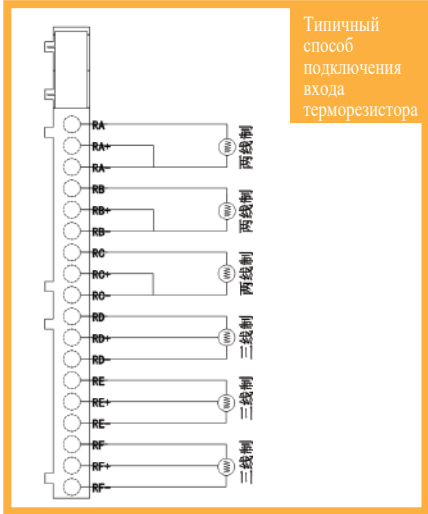 Типичный
способ
подключения
входа
терморезистора
RA
RA+
RA-
两线制
RB
RB+
RB-
两线制
RC
RC+
RC-
两线制
RD
RD+
RD-
三线制
RE
RE+
RE-
三线制
RF
RF+
RF-
三线制